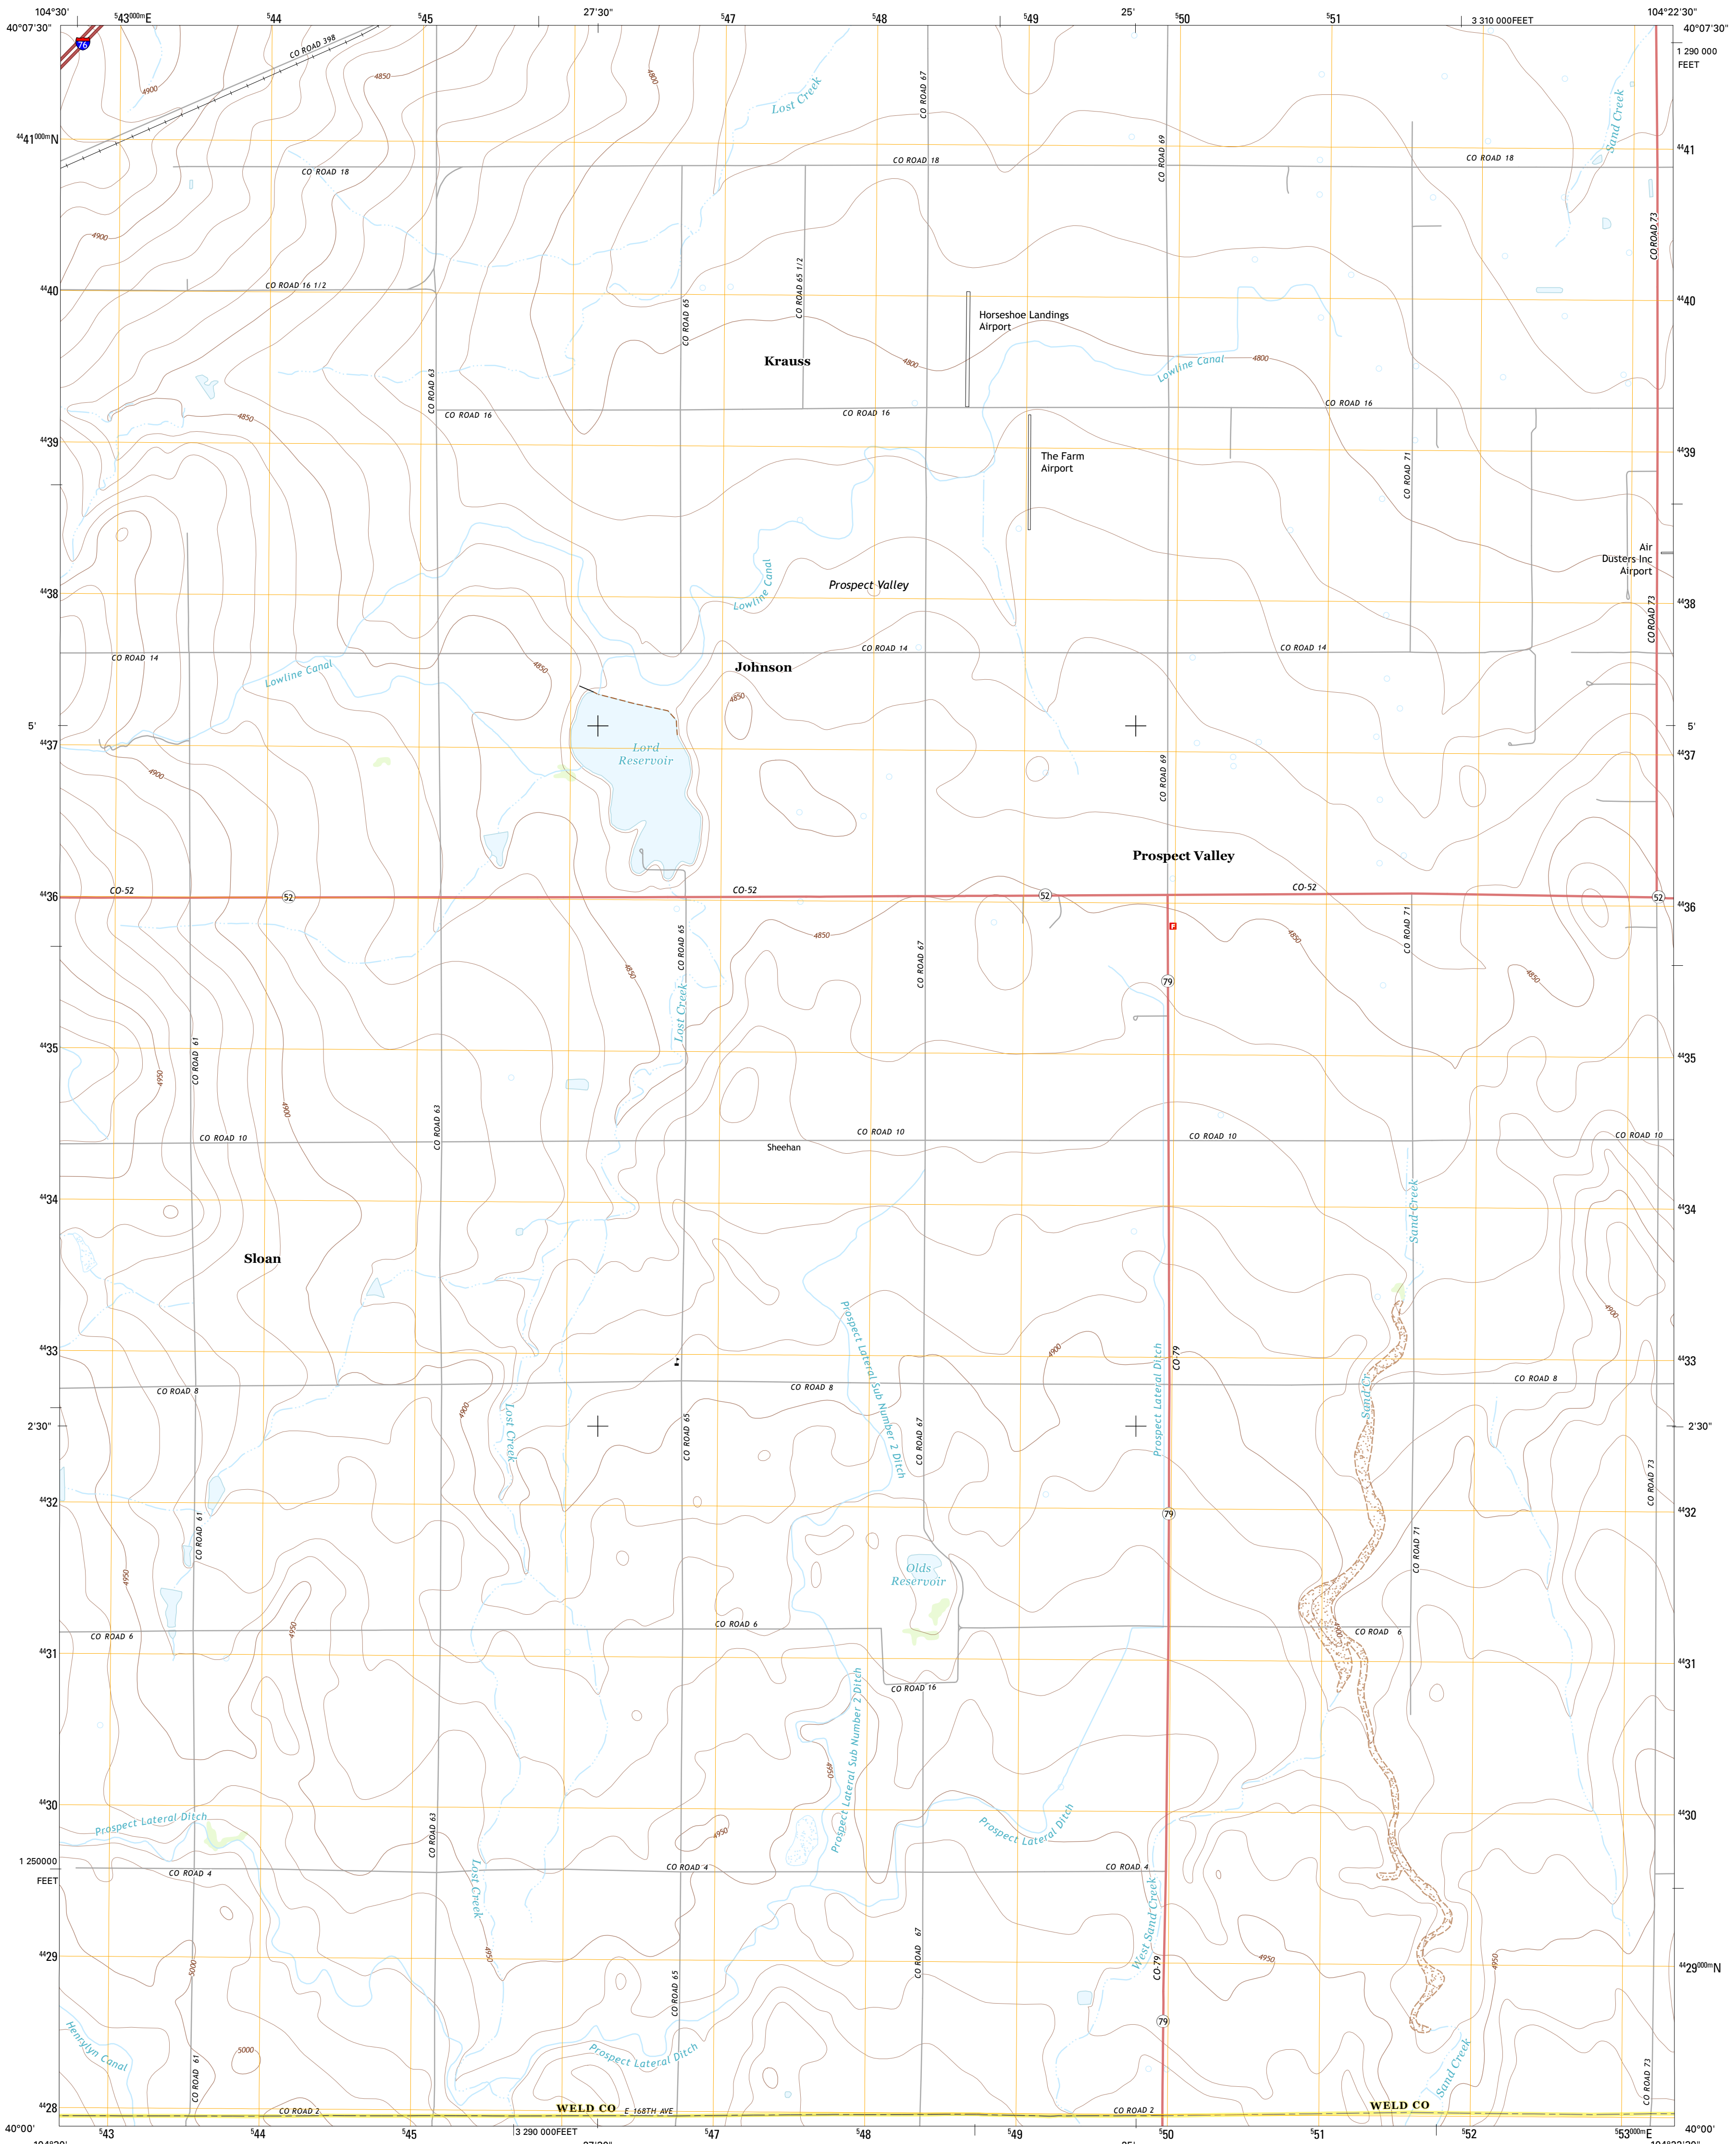 104°30'
⁵43⁰⁰⁰ᵐE
⁵44
⁵45
27'30"
⁵47
⁵48
⁵49
25'
⁵50
⁵51
3 310 000FEET
104°22'30"
40°07'30"
40°07'30"
76
CO ROAD 398
1 290 000
FEET
4900
4850
4800
Lost Creek
CO ROAD 67
Sand Creek
⁴⁴41⁰⁰⁰ᵐN
⁴⁴41
CO ROAD 18
CO ROAD 18
CO ROAD 69
CO ROAD 18
4900
CO ROAD 73
⁴⁴40
CO ROAD 16 1/2
CO ROAD 65
CO ROAD 65 1/2
⁴⁴40
Horseshoe Landings
Airport
Krauss
4800
Lowline Canal
4800
CO ROAD 63
4850
CO ROAD 16
CO ROAD 16
CO ROAD 16
⁴⁴39
⁴⁴39
The Farm
Airport
CO ROAD 71
Air
Dusters Inc
Airport
Lowline Canal
Prospect Valley
⁴⁴38
⁴⁴38
CO ROAD 73
CO ROAD 14
CO ROAD 14
CO ROAD 14
Lowline Canal
4850
Johnson
4850
5'
5'
⁴⁴37
Lord
Reservoir
⁴⁴37
4900
CO ROAD 69
Prospect Valley
⁴⁴36
CO-52
52
CO-52
52
CO-52
52
⁴⁴36
F
CO ROAD 65
4850
CO ROAD 67
4850
CO ROAD 71
4850
4850
79
Lost Creek
⁴⁴35
CO ROAD 61
⁴⁴35
4950
4900
CO ROAD 63
CO ROAD 10
Sheehan
CO ROAD 10
CO ROAD 10
CO ROAD 10
⁴⁴34
Sand Creek
⁴⁴34
Sloan
Prospect Lateral Sub Number 2 Ditch
4900
⁴⁴33
4900
Prospect Lateral Ditch
CO-79
⁴⁴33
CO ROAD 8
CO ROAD 8
CO ROAD 8
Sand Cr
4900
Lost Creek
CO ROAD 65
CO ROAD 67
2'30"
2'30"
CO ROAD 73
⁴⁴32
79
⁴⁴32
CO ROAD 61
CO ROAD 71
4950
Olds
Reservoir
4950
CO ROAD 6
CO ROAD 6
4900
CO ROAD 6
⁴⁴31
⁴⁴31
CO ROAD 16
Prospect Lateral Sub Number 2 Ditch
4950
⁴⁴30
⁴⁴30
Prospect Lateral Ditch
CO ROAD 63
4950
Prospect Lateral Ditch
1 250000
FEET
CO ROAD 4
CO ROAD 4
CO ROAD 4
Lost Creek
West Sand Creek
⁴⁴29
5000
4950
CO ROAD 65
CO ROAD 67
CO-79
4950
4950
⁴⁴29⁰⁰⁰ᵐN
79
Henrylyn Canal
5000
CO ROAD 61
Prospect Lateral Ditch
Sand Creek
CO ROAD 73
⁴⁴28
CO ROAD 2
WELD CO
E 168TH AVE
CO ROAD 2
WELD CO
40°00'
40°00'
⁵43
⁵44
⁵45
3 290 000FEET
⁵47
⁵48
⁵49
⁵50
⁵51
⁵52
⁵53⁰⁰⁰ᵐE